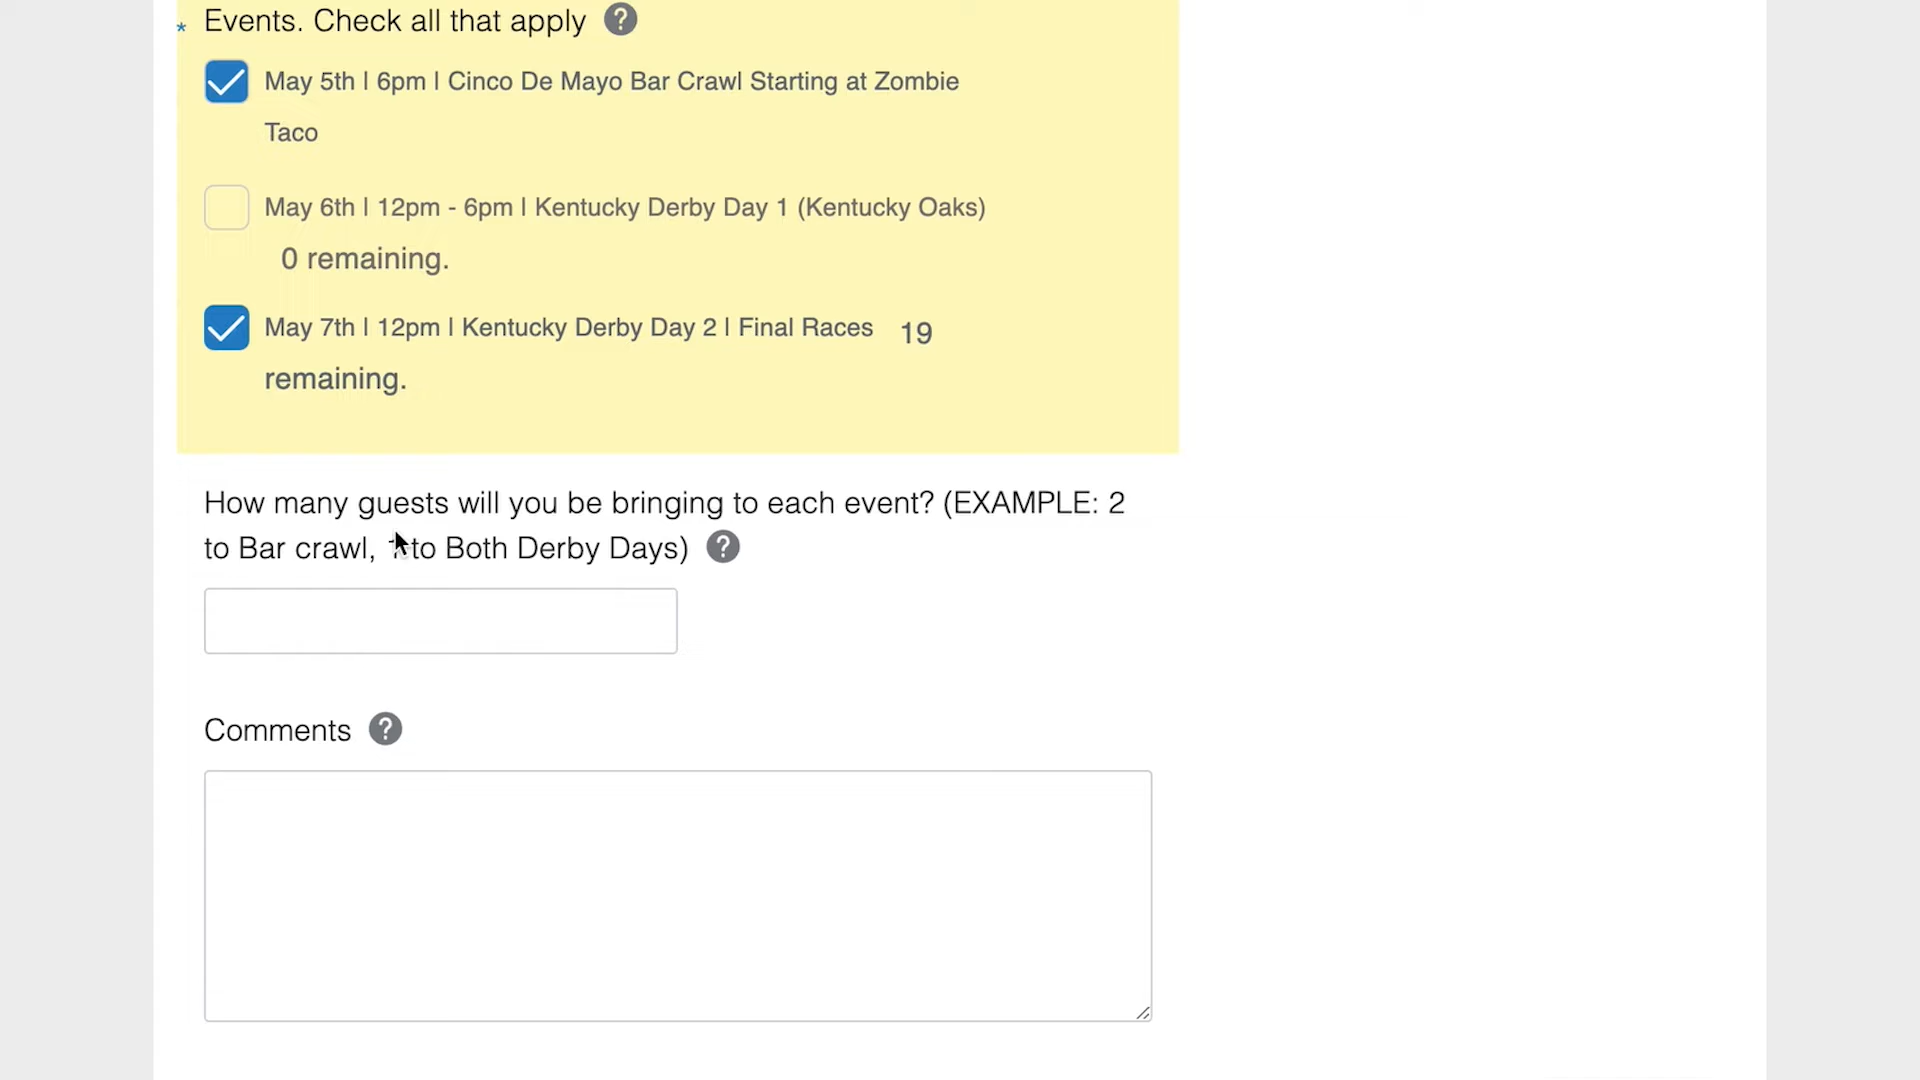 * Events. Check all that apply ?
May 5th | 6pm | Cinco De Mayo Bar Crawl Starting at Zombie
Taco
May 6th | 12pm - 6pm | Kentucky Derby Day 1 (Kentucky Oaks)
0 remaining.
May 7th | 12pm | Kentucky Derby Day 2 | Final Races 19
remaining.
How many guests will you be bringing to each event? (EXAMPLE: 2
to Bar crawl, to Both Derby Days) ?
Comments ?